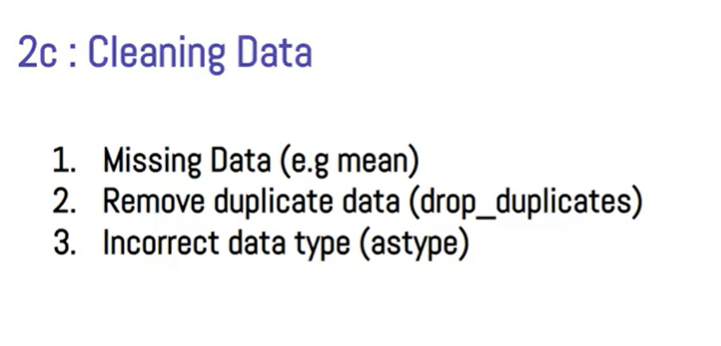 2c : Cleaning Data
1. Missing Data (e.g mean)
2. Remove duplicate data (drop_duplicates)
3. Incorrect data type (astype)